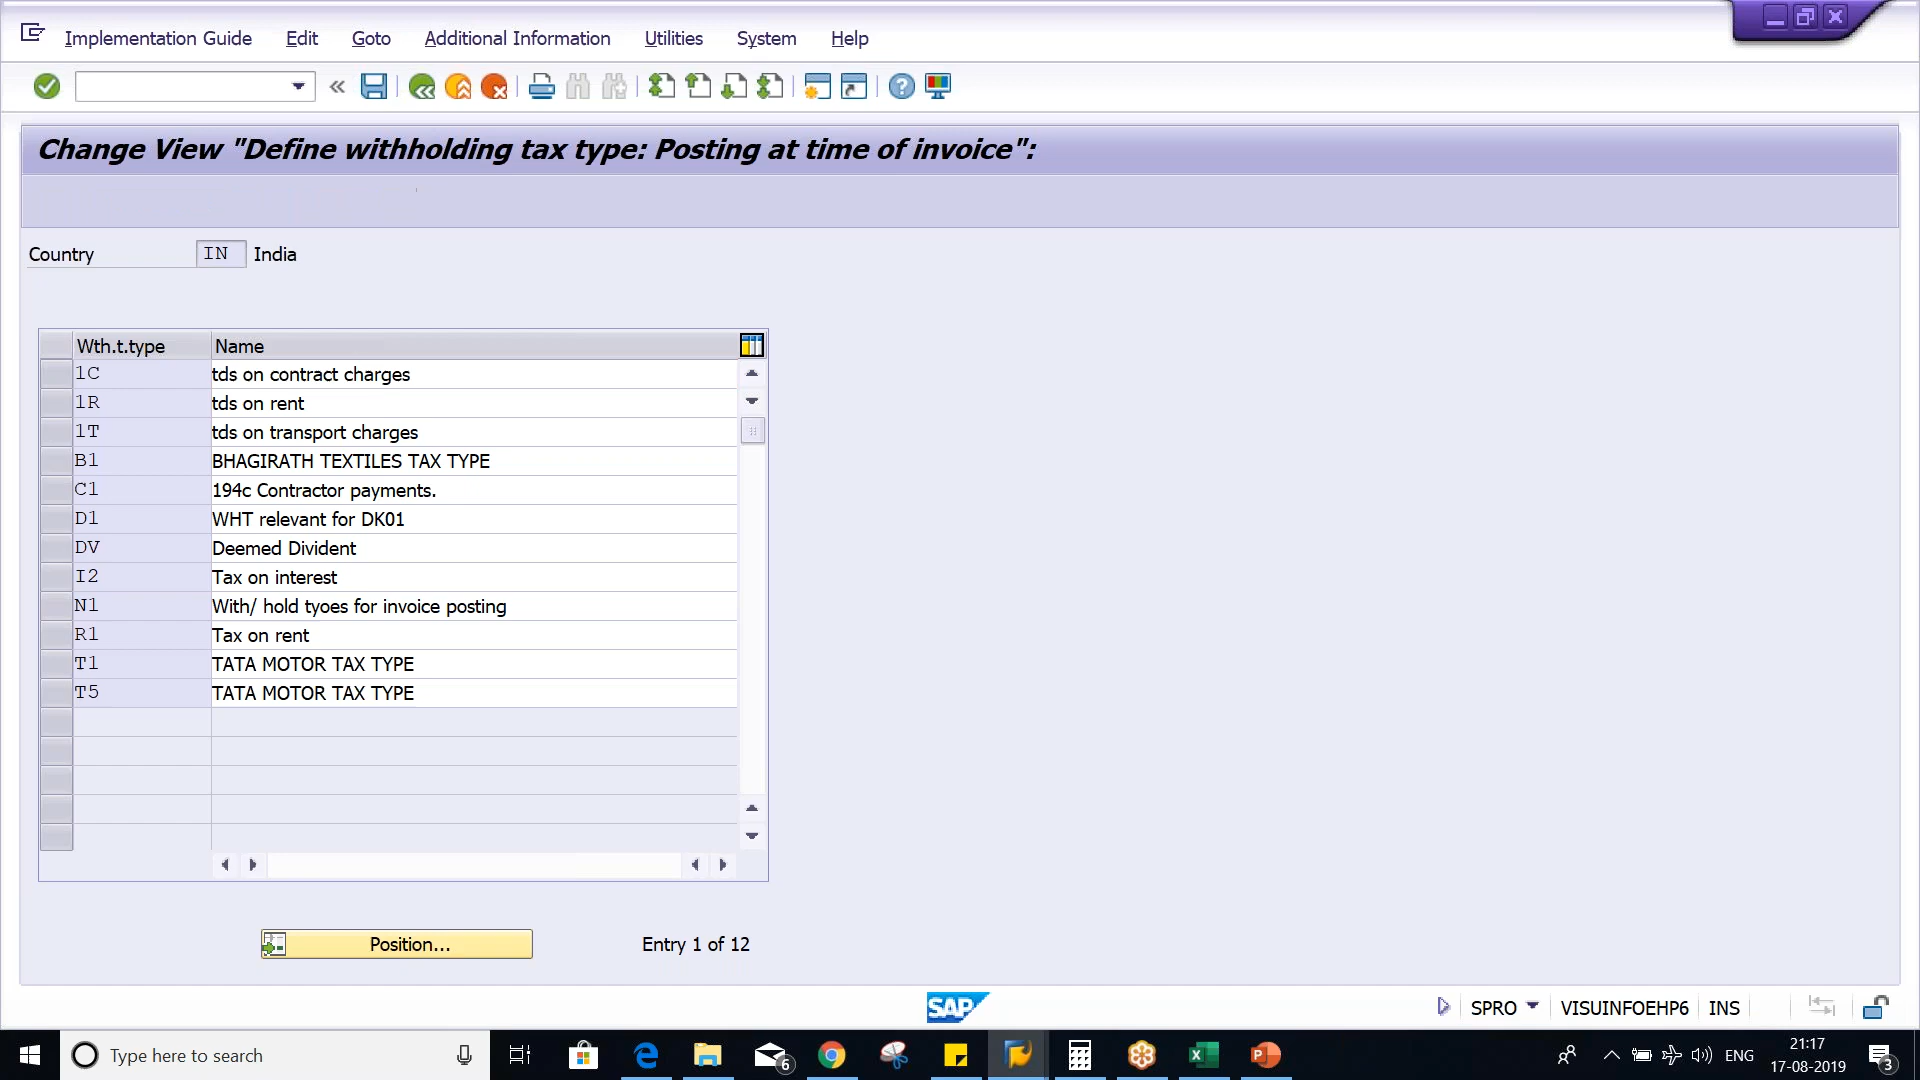 Implementation Guide Edit Goto Additional Information Utilities System Help
Change View "Define withholding tax type: Posting at time of invoice":
Country IN India
Wth.t.type Name
1C tds on contract charges
1R tds on rent
1T tds on transport charges
B1 BHAGIRATH TEXTILES TAX TYPE
C1 194c Contractor payments.
D1 WHT relevant for DK01
DV Deemed Divident
I2 Tax on interest
N1 With/ hold tyoes for invoice posting
R1 Tax on rent
T1 TATA MOTOR TAX TYPE
T5 TATA MOTOR TAX TYPE
Position... Entry 1 of 12
SAP SPRO VISUINFOEHP6 INS
Type here to search 6 ENG 21:17
17-08-2019 3